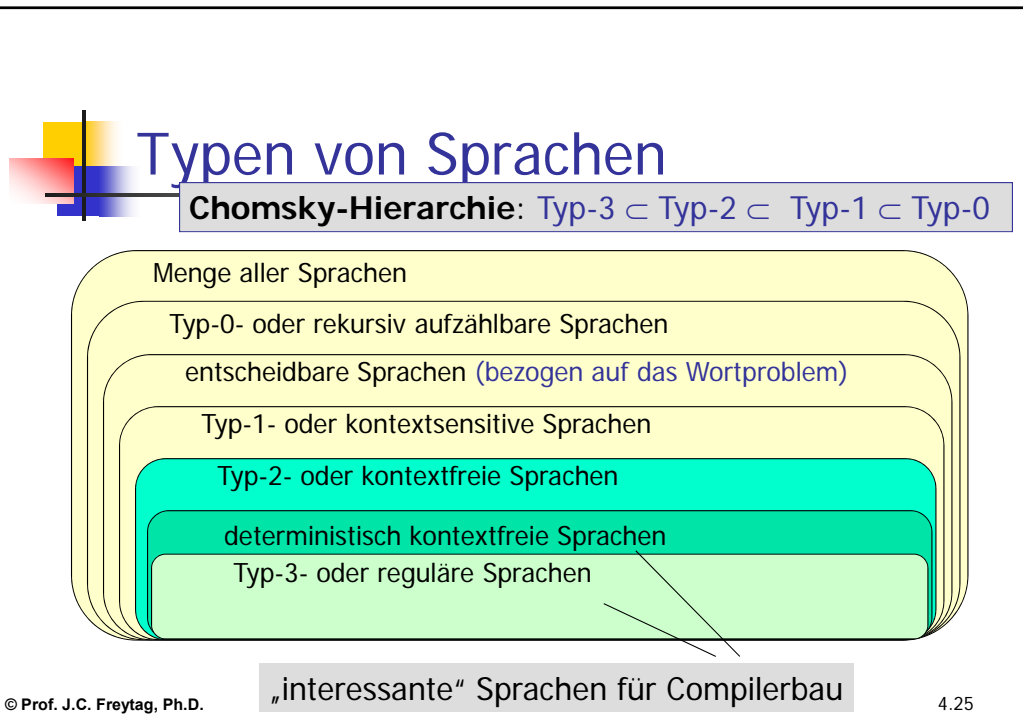 Typen von Sprachen
Chomsky-Hierarchie: Typ-3 ⊂ Typ-2 ⊂ Typ-1 ⊂ Typ-0
Menge aller Sprachen
Typ-0- oder rekursiv aufzählbare Sprachen
entscheidbare Sprachen (bezogen auf das Wortproblem)
Typ-1- oder kontextsensitive Sprachen
Typ-2- oder kontextfreie Sprachen
deterministisch kontextfreie Sprachen
Typ-3- oder reguläre Sprachen
„interessante“ Sprachen für Compilerbau
© Prof. J.C. Freytag, Ph.D.
4.25